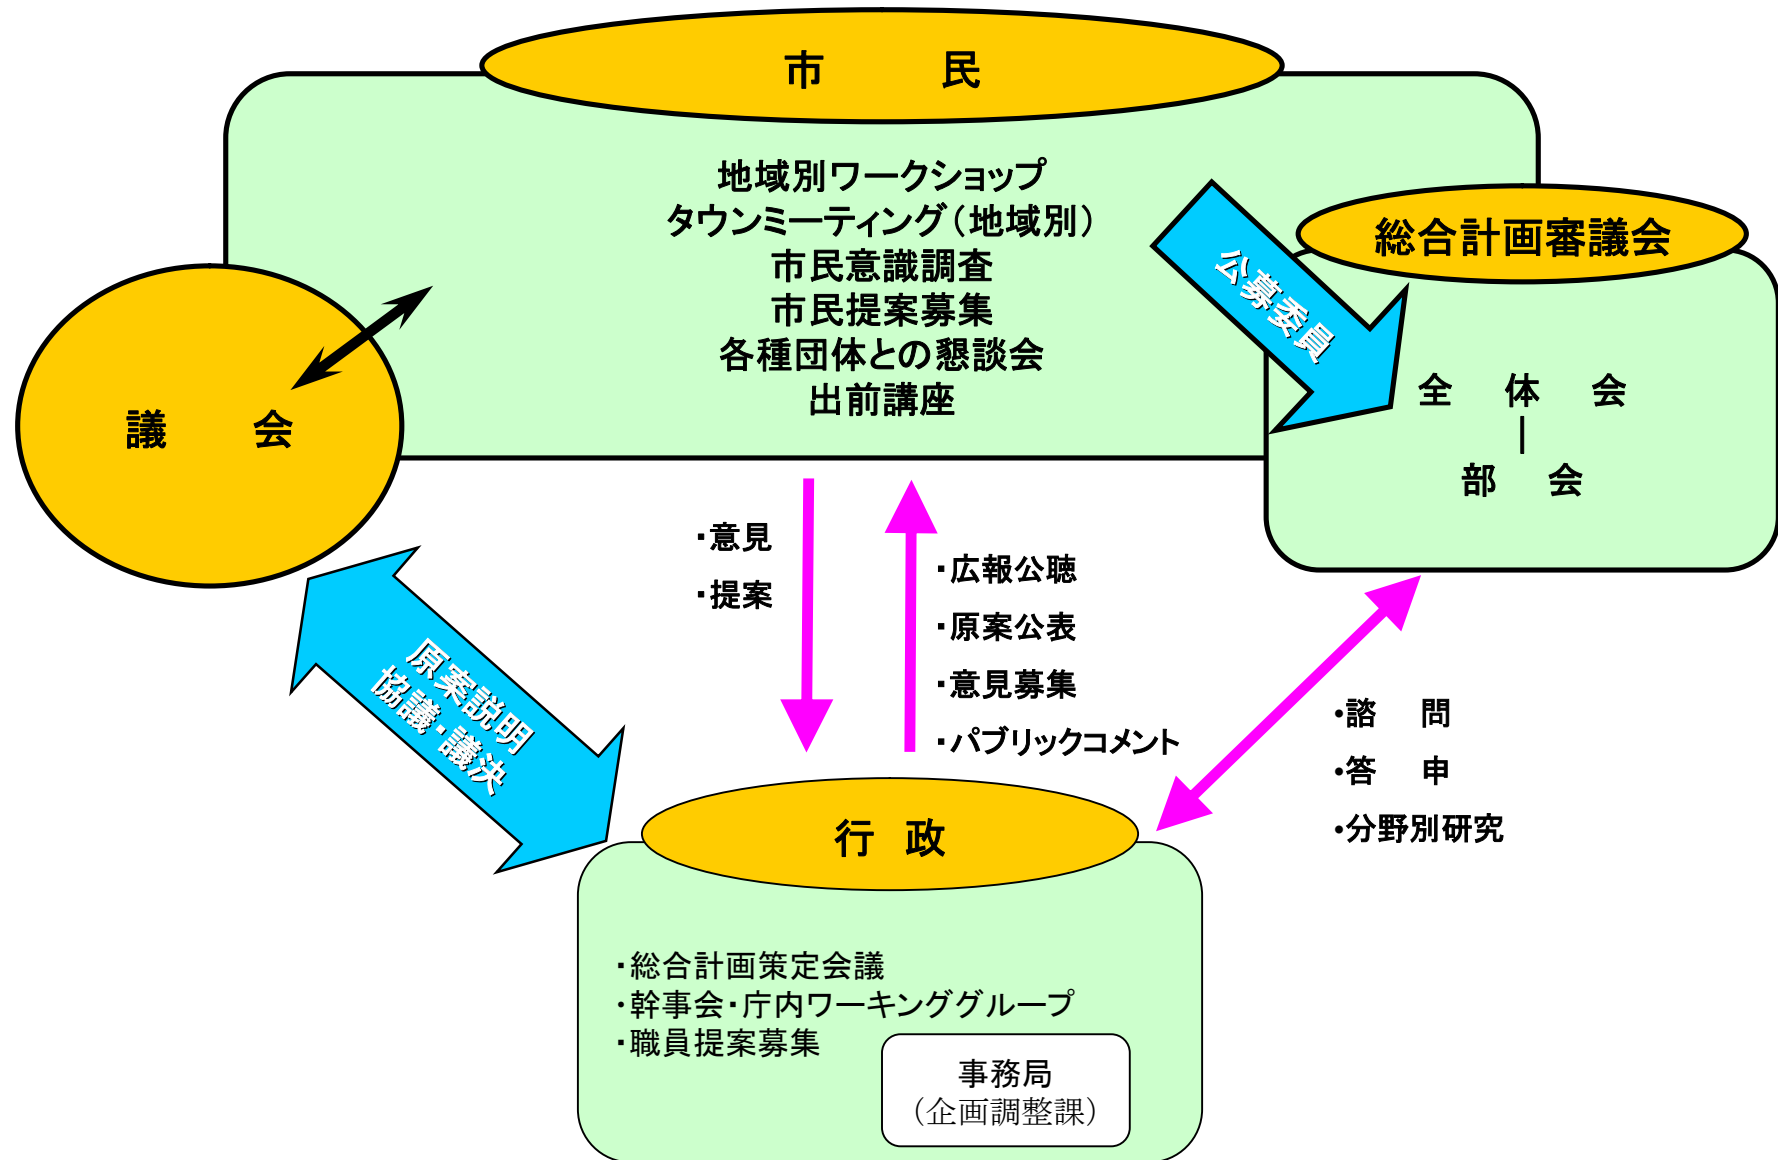 市　民
地域別ワークショップ
タウンミーティング（地域別）
市民意識調査
市民提案募集
各種団体との懇談会
出前講座
公募委員
総合計画審議会
全　体　会
部　会
議　会
・意見
・提案
・広報公聴
・原案公表
・意見募集
・パブリックコメント
原案説明
協議・議決
・諮　問
・答　申
・分野別研究
行　政
・総合計画策定会議
・幹事会・庁内ワーキンググループ
・職員提案募集
事務局
（企画調整課）